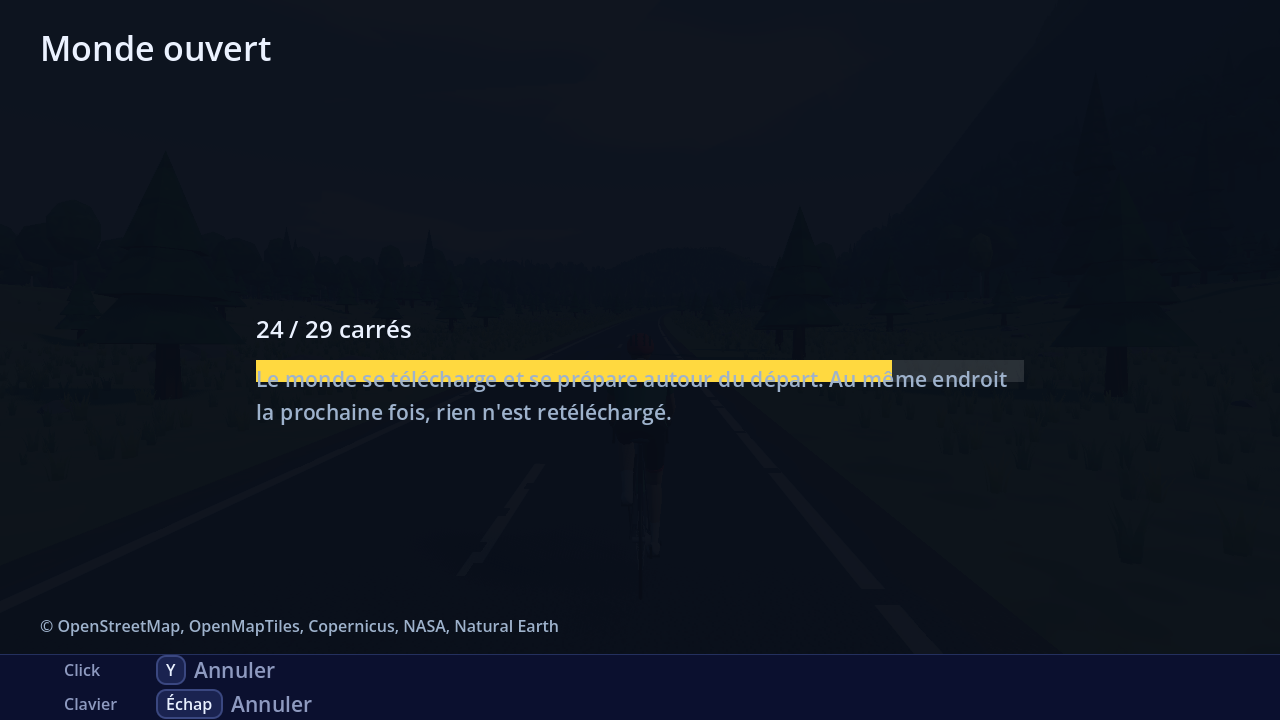 Monde ouvert
24 / 29 carrés
Le monde se télécharge et se prépare autour du départ. Au même endroit
la prochaine fois, rien n'est retéléchargé.
© OpenStreetMap, OpenMapTiles, Copernicus, NASA, Natural Earth
Click Y Annuler
Clavier Échap Annuler